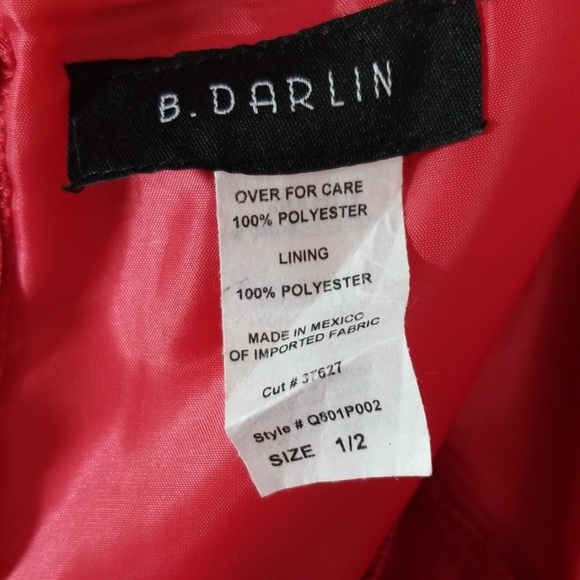 B. DARLIN
OVER FOR CARE
100% POLYESTER
LINING
100% POLYESTER
MADE IN MEXICO
OF IMPORTED FABRIC
Cut # 37627
Style # Q501P002
SIZE 1/2